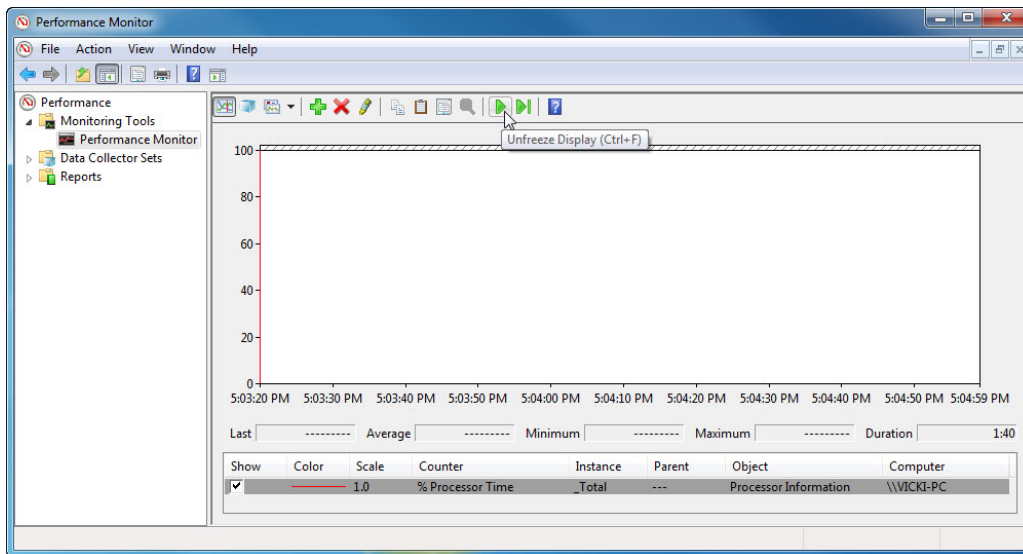 Performance Monitor
File Action View Window Help
Performance
Monitoring Tools
Performance Monitor
Data Collector Sets
Reports
Unfreeze Display (Ctrl+F)
100
80
60
40
20
0
5:03:20 PM 5:03:30 PM 5:03:40 PM 5:03:50 PM 5:04:00 PM 5:04:10 PM 5:04:20 PM 5:04:30 PM 5:04:40 PM 5:04:50 PM 5:04:59 PM
Last --------- Average --------- Minimum --------- Maximum --------- Duration 1:40
Show Color Scale Counter Instance Parent Object Computer
1.0 % Processor Time _Total --- Processor Information \\VICKI-PC